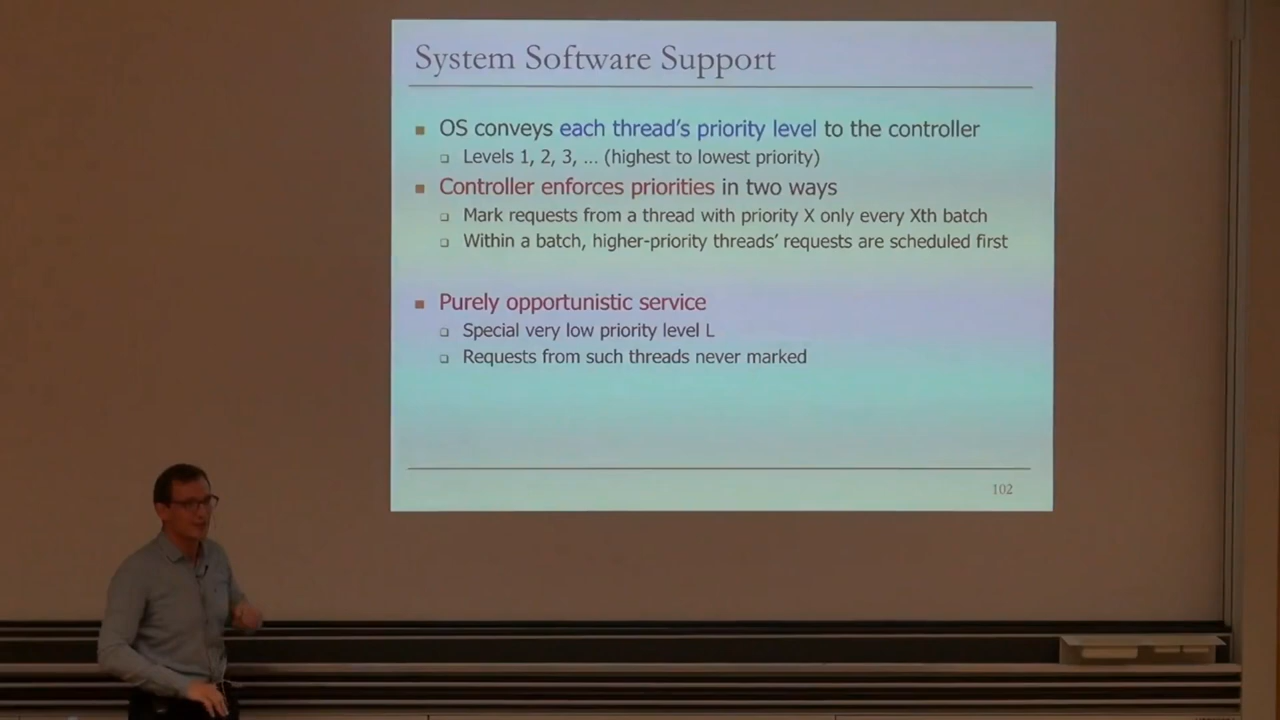 System Software Support
OS conveys each thread's priority level to the controller
Levels 1, 2, 3, ... (highest to lowest priority)
Controller enforces priorities in two ways
Mark requests from a thread with priority X only every Xth batch
Within a batch, higher-priority threads' requests are scheduled first
Purely opportunistic service
Special very low priority level L
Requests from such threads never marked
102